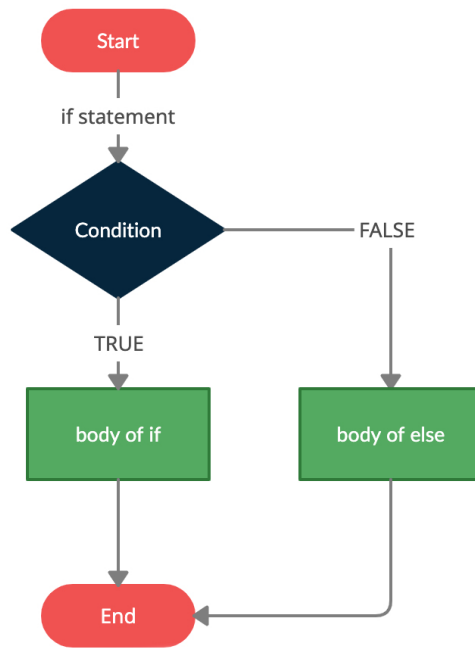 Start
if statement
Condition
FALSE
TRUE
body of if
body of else
End